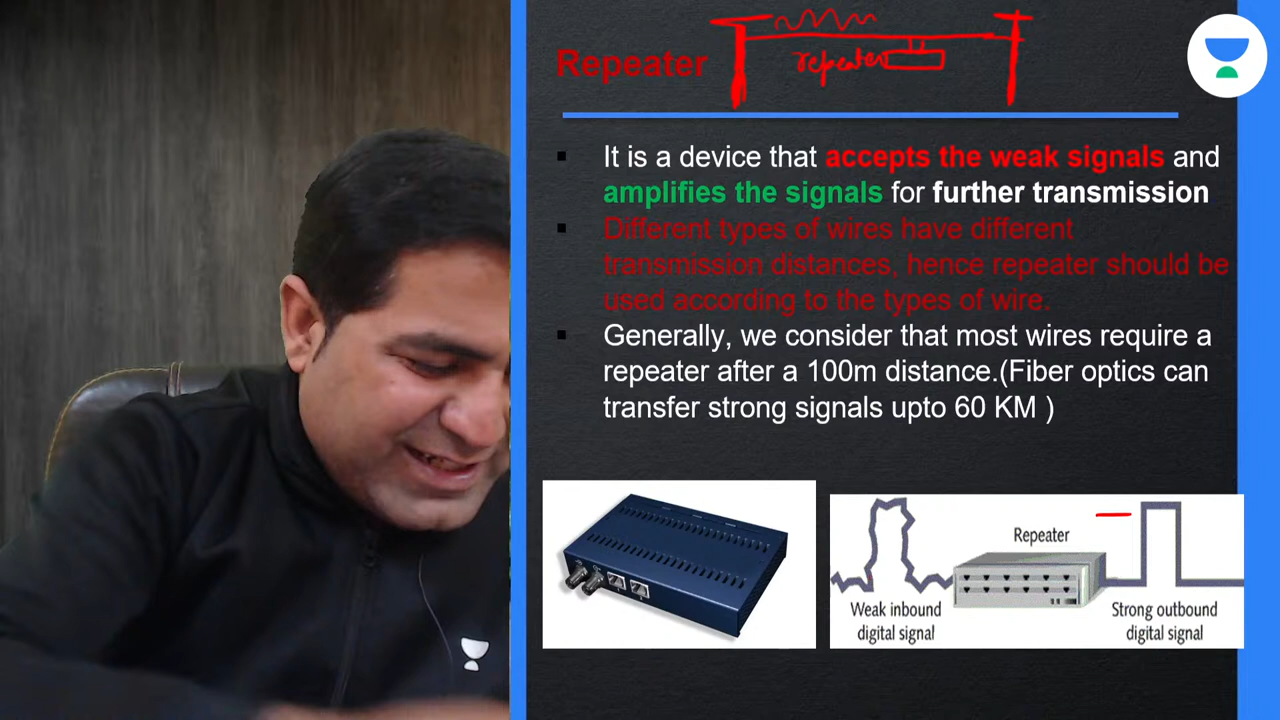 Repeater
repeater
It is a device that accepts the weak signals and
amplifies the signals for further transmission
Different types of wires have different
transmission distances, hence repeater should be
used according to the types of wire.
Generally, we consider that most wires require a
repeater after a 100m distance.(Fiber optics can
transfer strong signals upto 60 KM )
Repeater
Weak inbound
digital signal
Strong outbound
digital signal